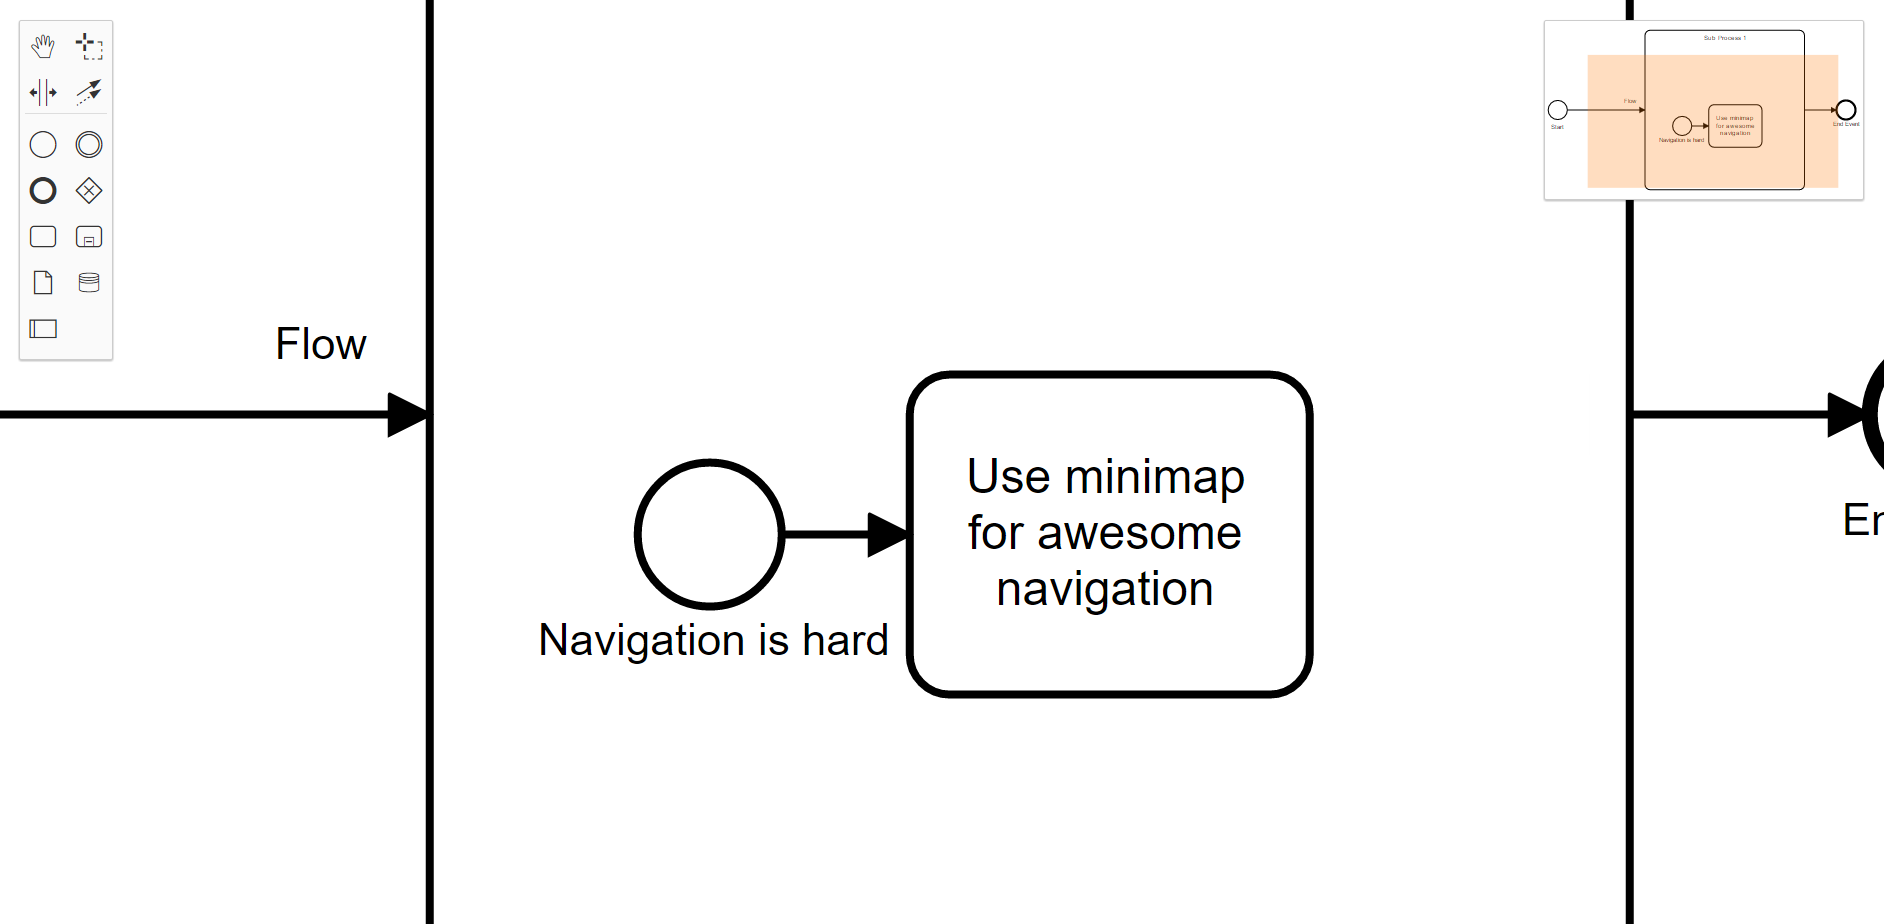 Sub Process 1
Flow
Start
Use minimap
for awesome
navigation
Navigation is hard
End Event
Flow
Use minimap
for awesome
navigation
Navigation is hard
En